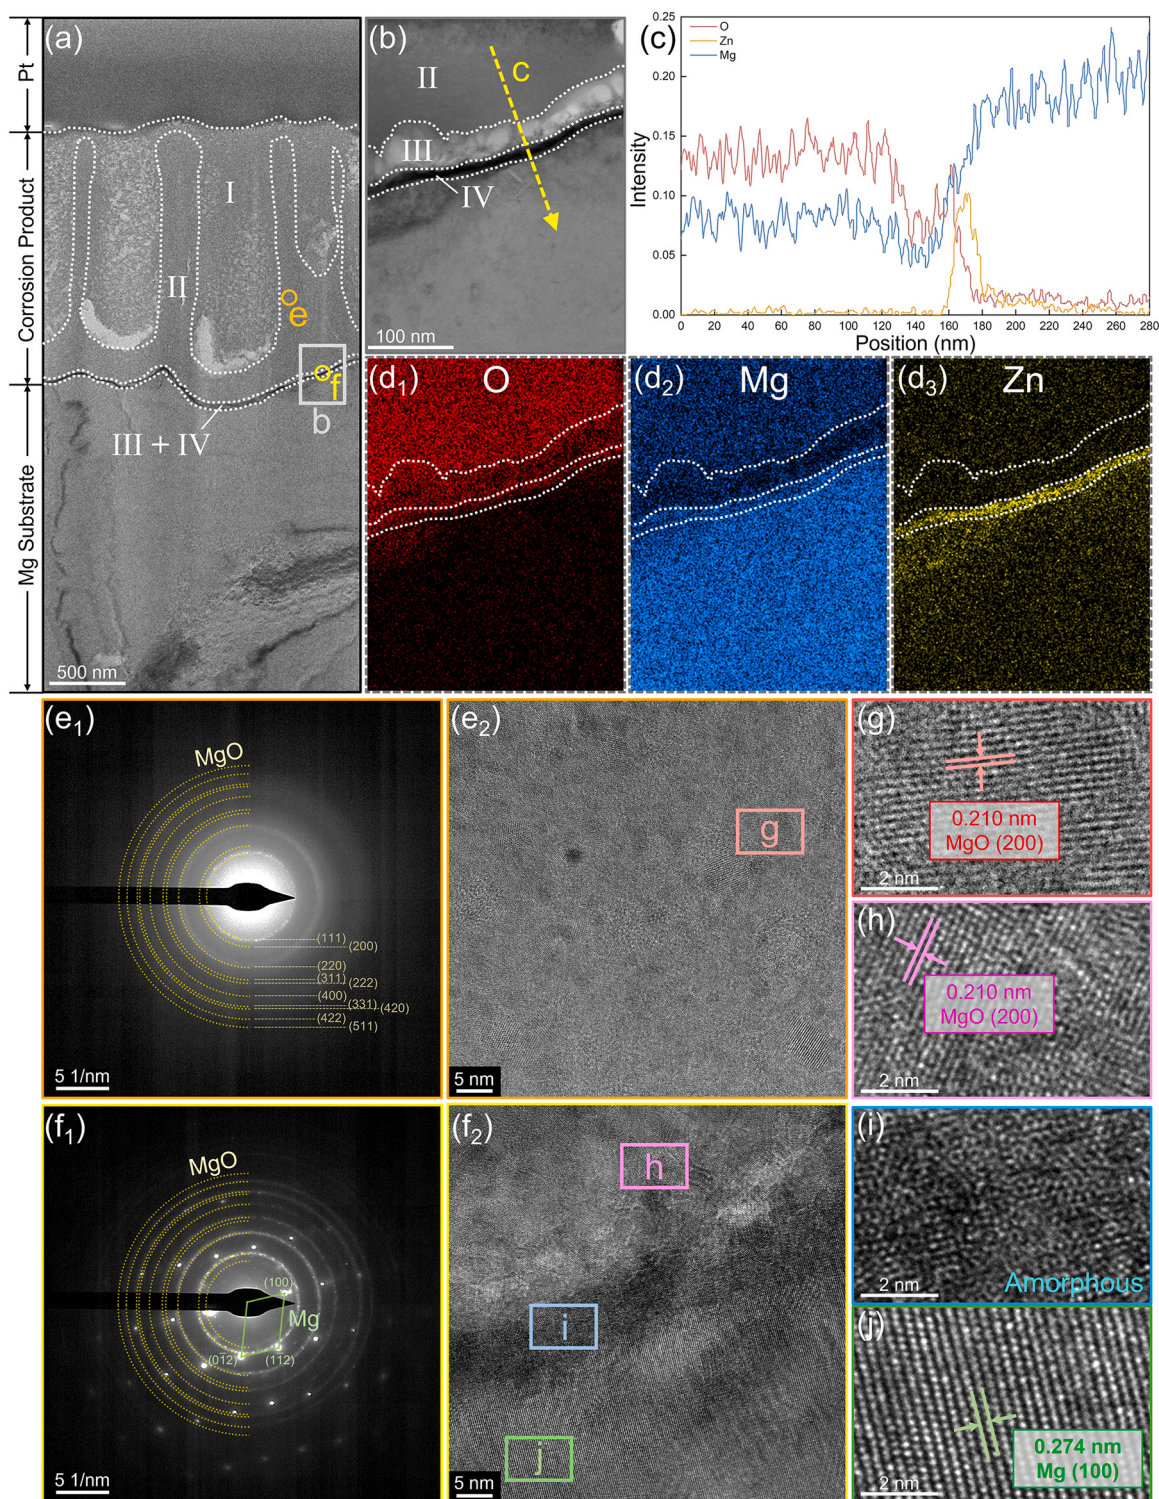 (a)
Pt
Corrosion Product
Mg Substrate
I
II
e
f
b
III + IV
500 nm
(b)
II
c
III
IV
100 nm
(c)
O
Zn
Mg
Intensity
0.25
0.20
0.15
0.10
0.05
0.00
0 20 40 60 80 100 120 140 160 180 200 220 240 260 280
Position (nm)
(d₁) O
(d₂) Mg
(d₃) Zn
(e₁)
MgO
(111)
(200)
(220)
(311)
(222)
(400)
(331)
(420)
(422)
(511)
5 1/nm
(e₂)
g
5 nm
(g)
0.210 nm
MgO (200)
2 nm
(h)
0.210 nm
MgO (200)
2 nm
(f₁)
MgO
(100)
Mg
(012)
(112)
5 1/nm
(f₂)
h
i
j
5 nm
(i)
Amorphous
2 nm
(j)
0.274 nm
Mg (100)
2 nm